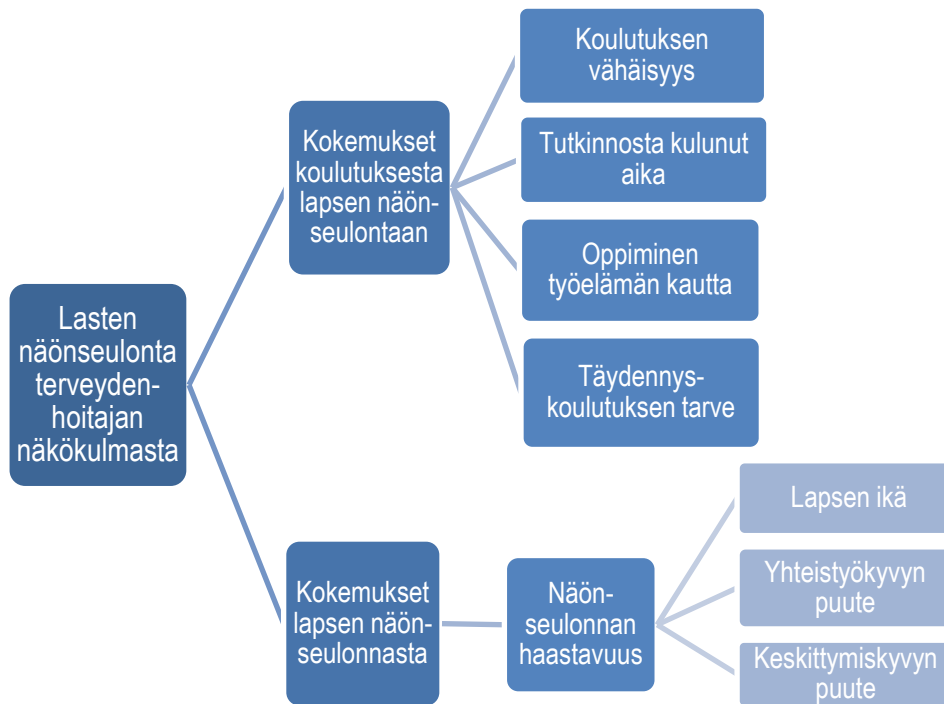 Lasten
näönseulonta
terveyden-
hoitajan
näkökulmasta
Kokemukset
koulutuksesta
lapsen näön-
seulontaan
Koulutuksen
vähäisyys
Tutkinnosta kulunut
aika
Oppiminen
työelämän kautta
Täydennys-
koulutuksen tarve
Kokemukset
lapsen näön-
seulonnasta
Näön-
seulonnan
haastavuus
Lapsen ikä
Yhteistyökyvyn
puute
Keskittymiskyvyn
puute